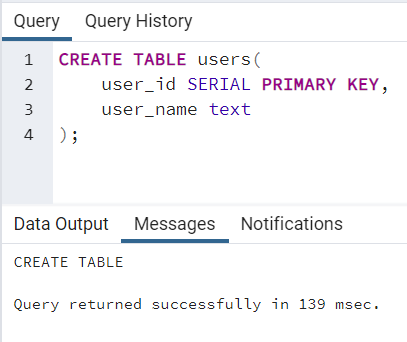 Query Query History
1 CREATE TABLE users(
2 user_id SERIAL PRIMARY KEY,
3 user_name text
4 );
Data Output Messages Notifications
CREATE TABLE
Query returned successfully in 139 msec.